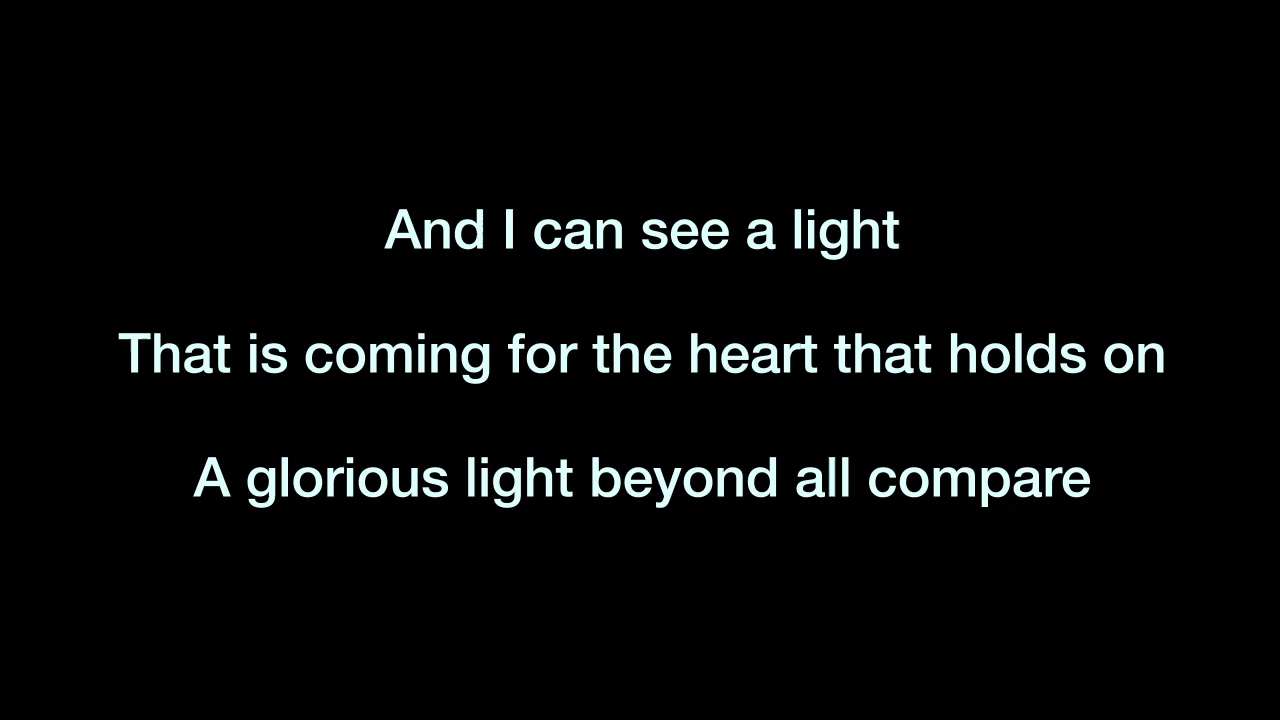 And I can see a light
That is coming for the heart that holds on
A glorious light beyond all compare